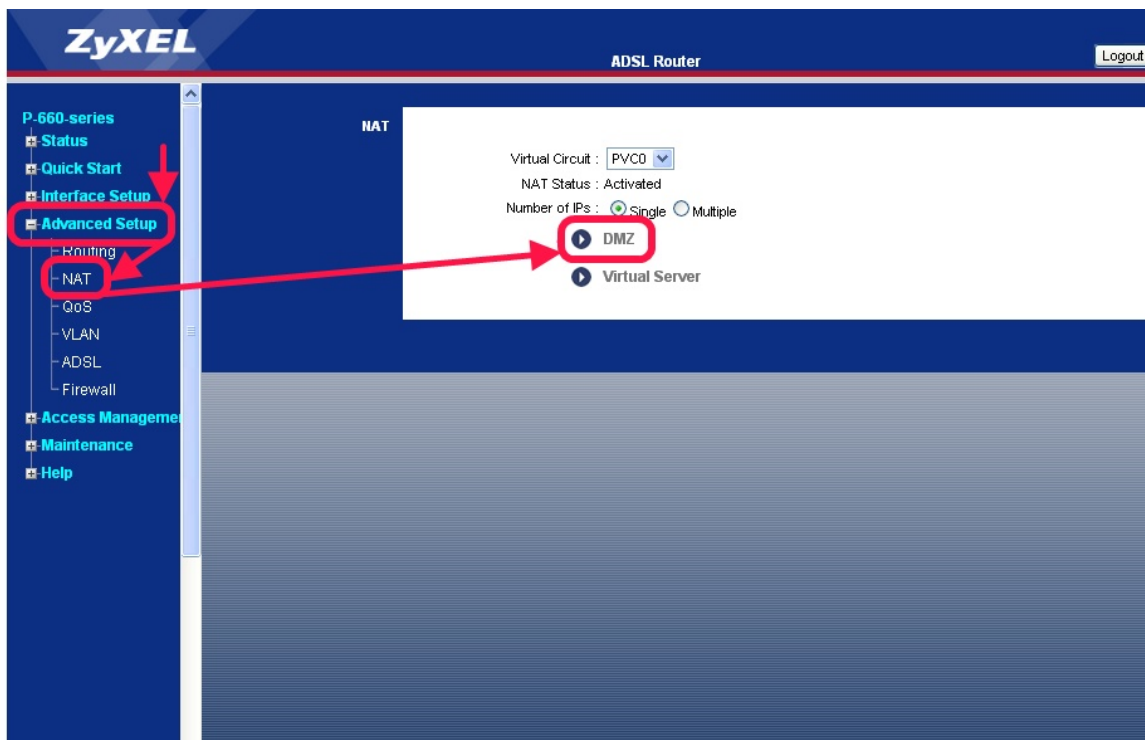 ZyXEL
ADSL Router
Logout
P-660-series
Status
Quick Start
Interface Setup
Advanced Setup
Routing
NAT
QoS
VLAN
ADSL
Firewall
Access Managemen
Maintenance
Help
NAT
Virtual Circuit : PVC0
NAT Status : Activated
Number of IPs : Single Multiple
DMZ
Virtual Server